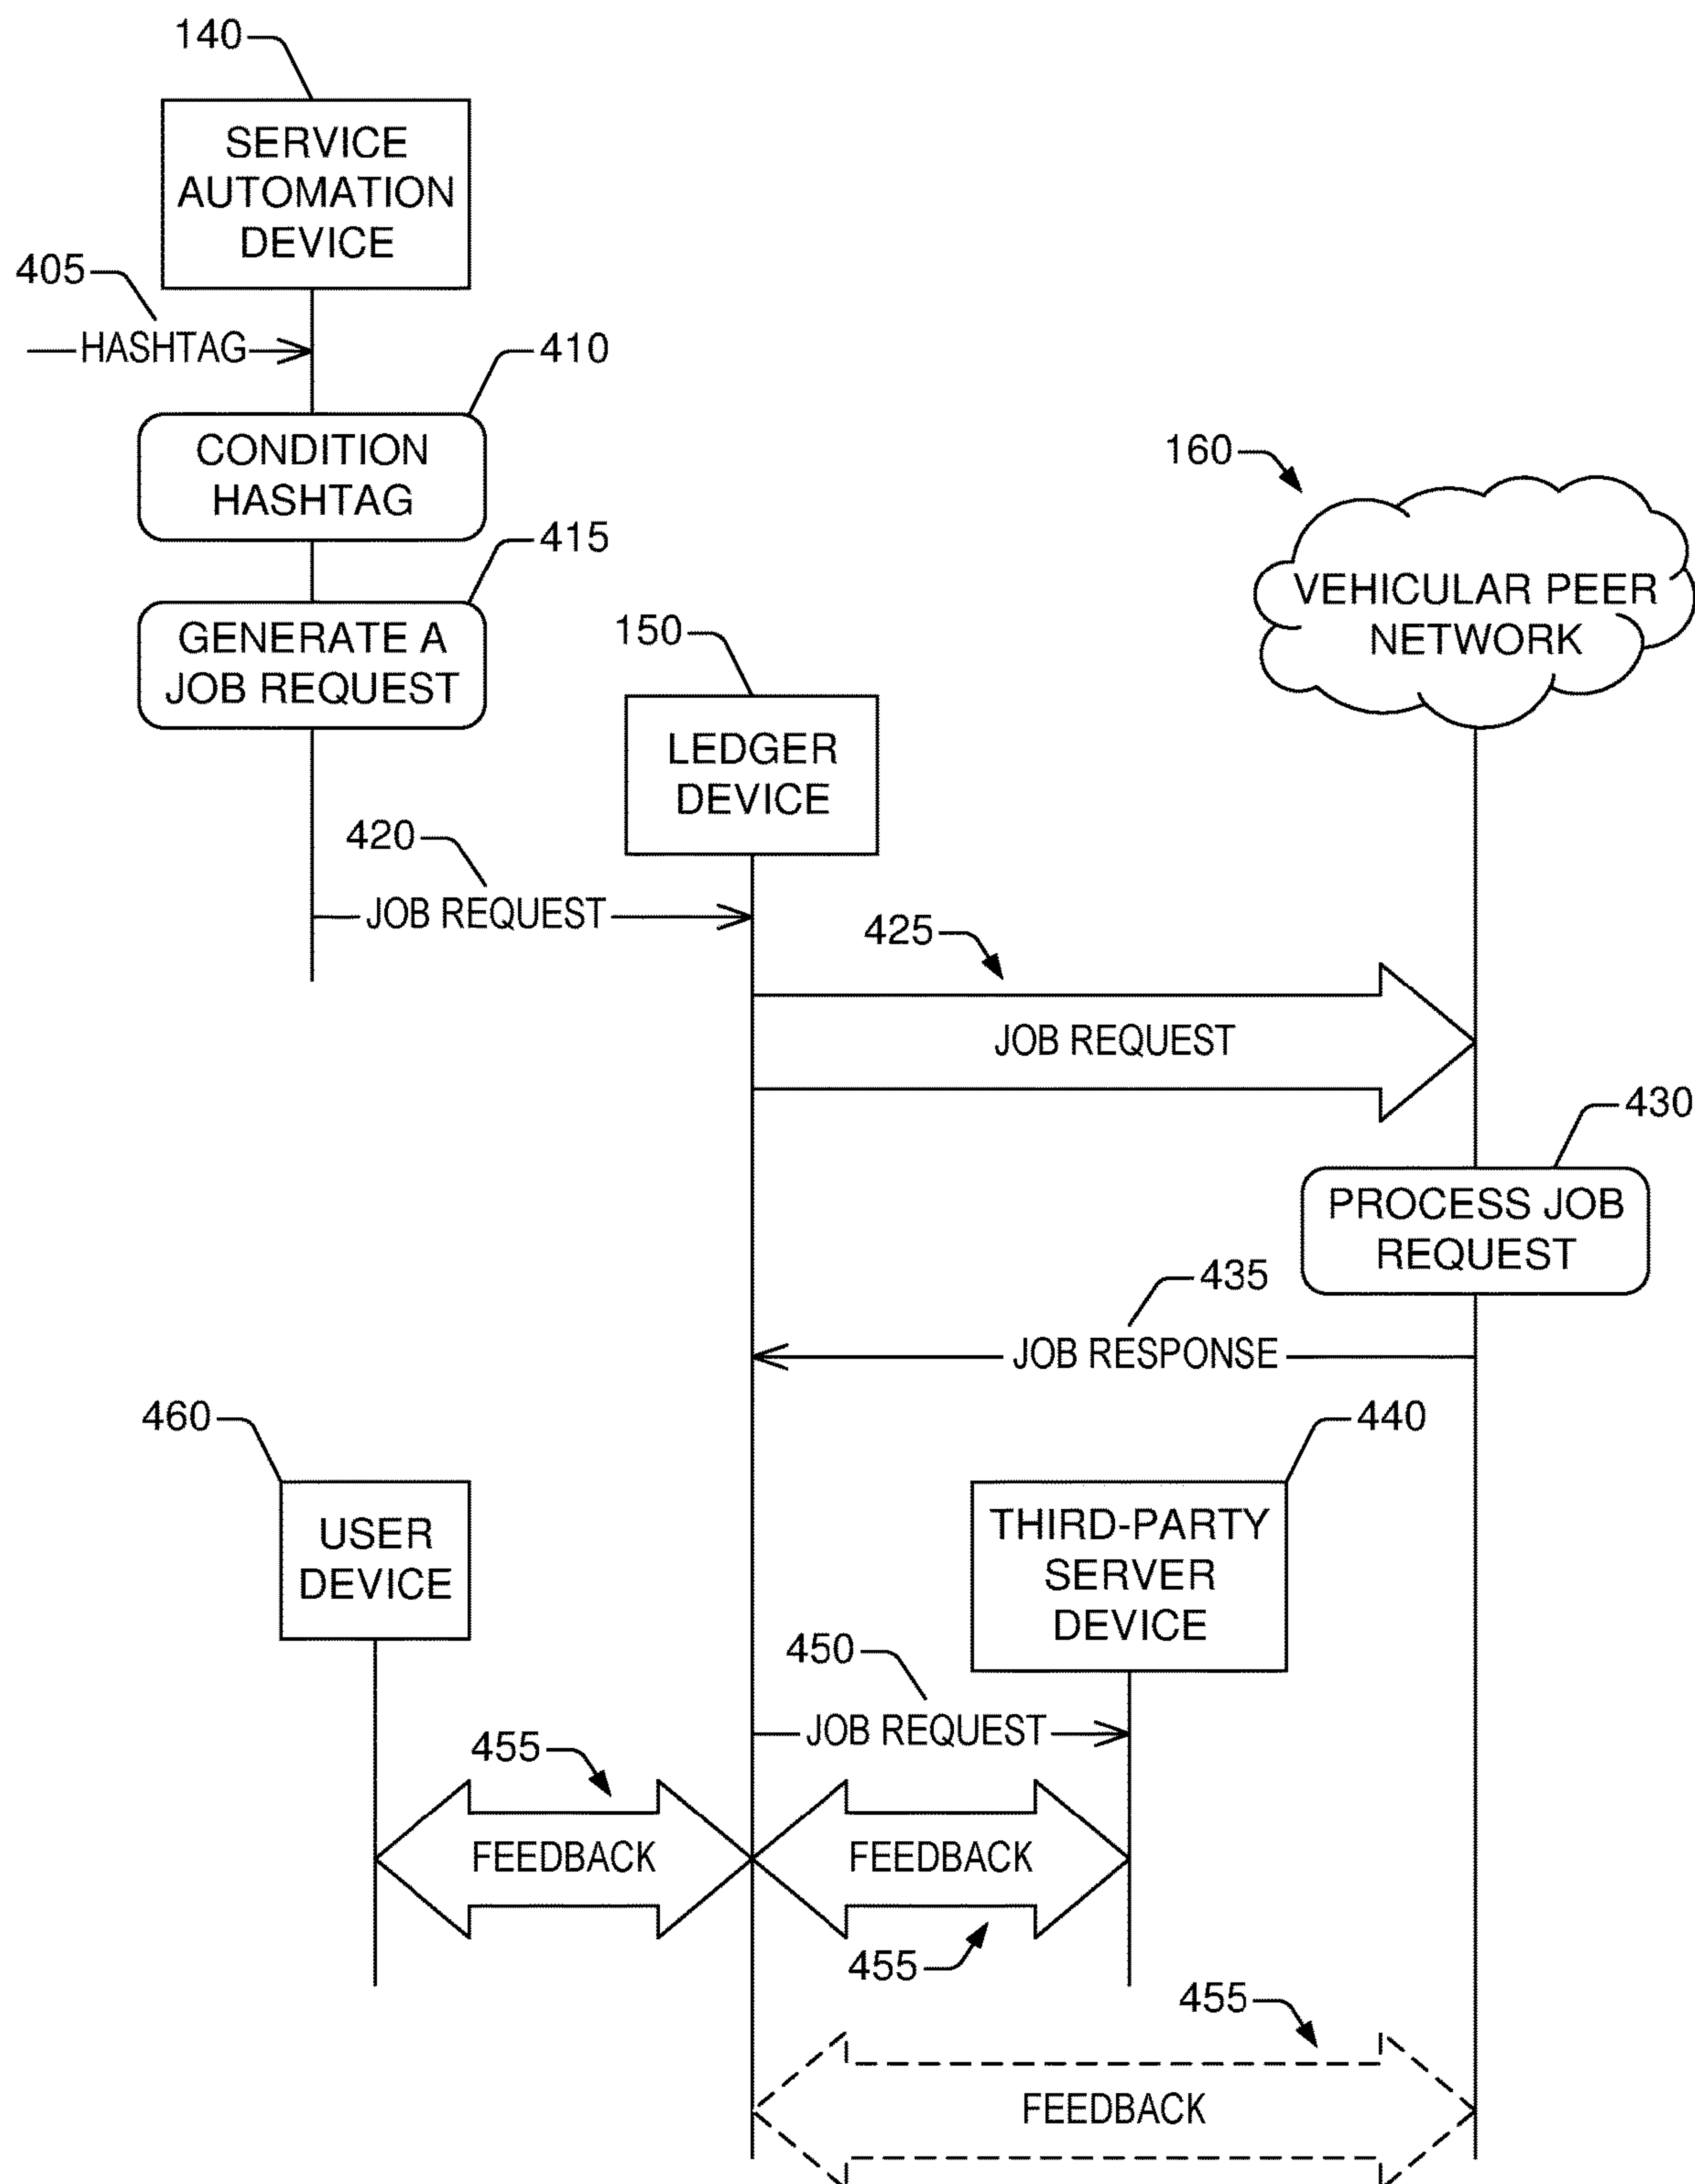 140
SERVICE
AUTOMATION
DEVICE
405
HASHTAG
410
CONDITION
HASHTAG
160
415
VEHICULAR PEER
NETWORK
GENERATE A
JOB REQUEST
150
LEDGER
DEVICE
420
JOB REQUEST
425
JOB REQUEST
430
PROCESS JOB
REQUEST
435
JOB RESPONSE
460
440
USER
DEVICE
THIRD-PARTY
SERVER
DEVICE
450
JOB REQUEST
455
FEEDBACK
FEEDBACK
455
455
FEEDBACK